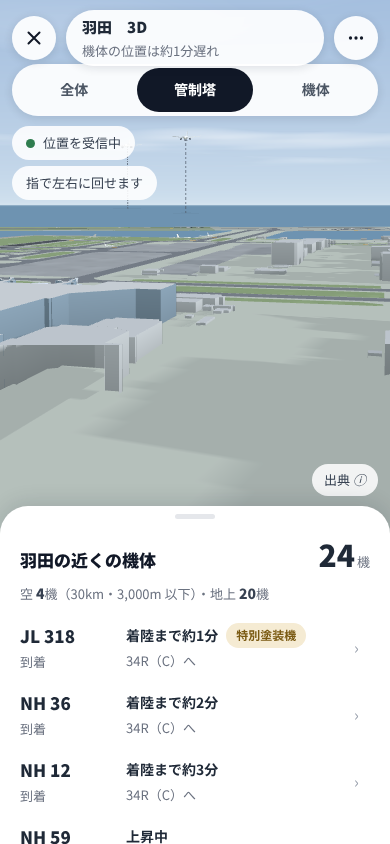 羽田　3D
機体の位置は約1分遅れ
全体
管制塔
機体
位置を受信中
指で左右に回せます
出典 ⓘ
羽田の近くの機体
24機
空 4機（30km・3,000m 以下）・地上 20機
JL 318
着陸まで約1分
特別塗装機
到着
34R（C）へ
NH 36
着陸まで約2分
到着
34R（C）へ
NH 12
着陸まで約3分
到着
34R（C）へ
NH 59
上昇中